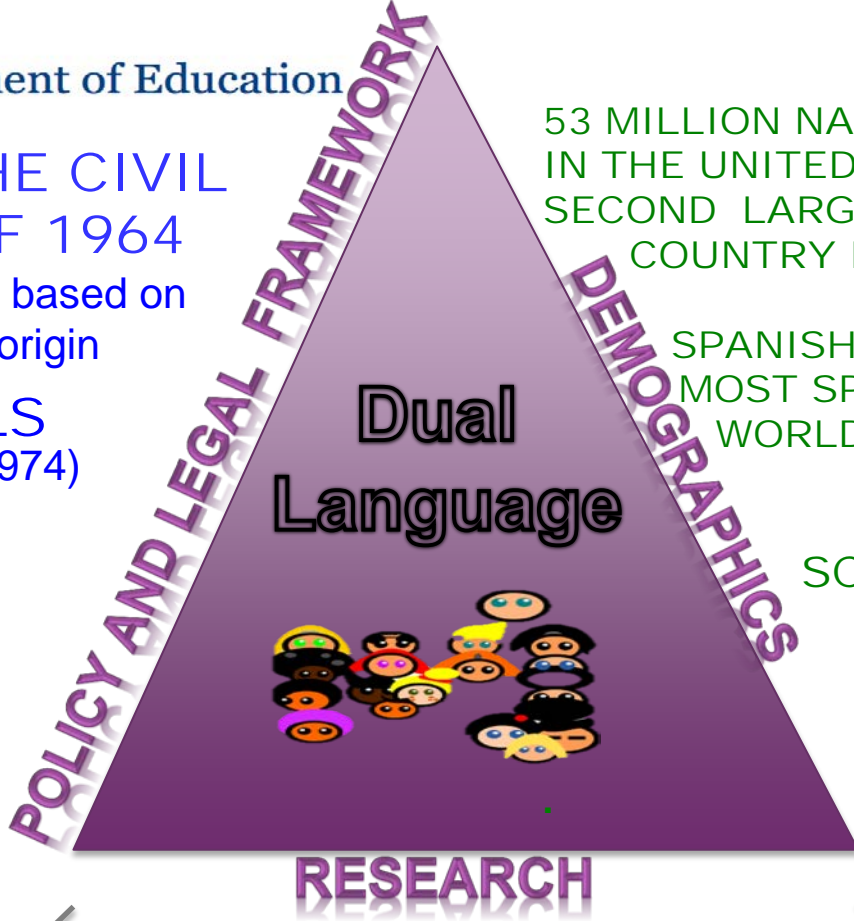 ent of Education
HE CIVIL
F 1964
based on
origin
LS
974)
POLICY AND LEGAL FRAMEWORK
Dual
Language
53 MILLION NA
IN THE UNITED
SECOND LARG
COUNTRY
DEMOGRAPHICS
SPANISH
MOST SP
WORLD
SC
RESEARCH